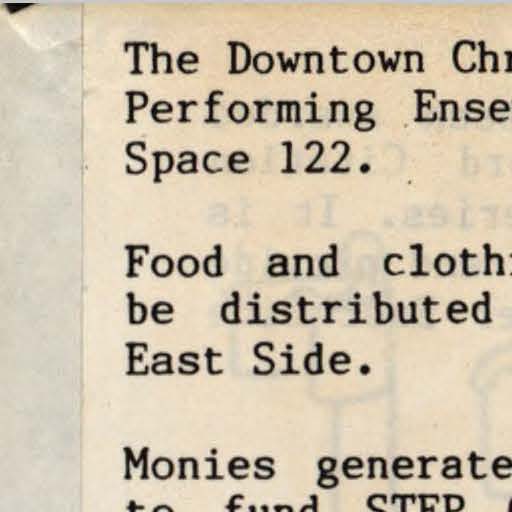 The Downtown Chr
Performing Ense
Space 122.
Food and clothi
be distributed
East Side.
Monies generate
to fund STEP